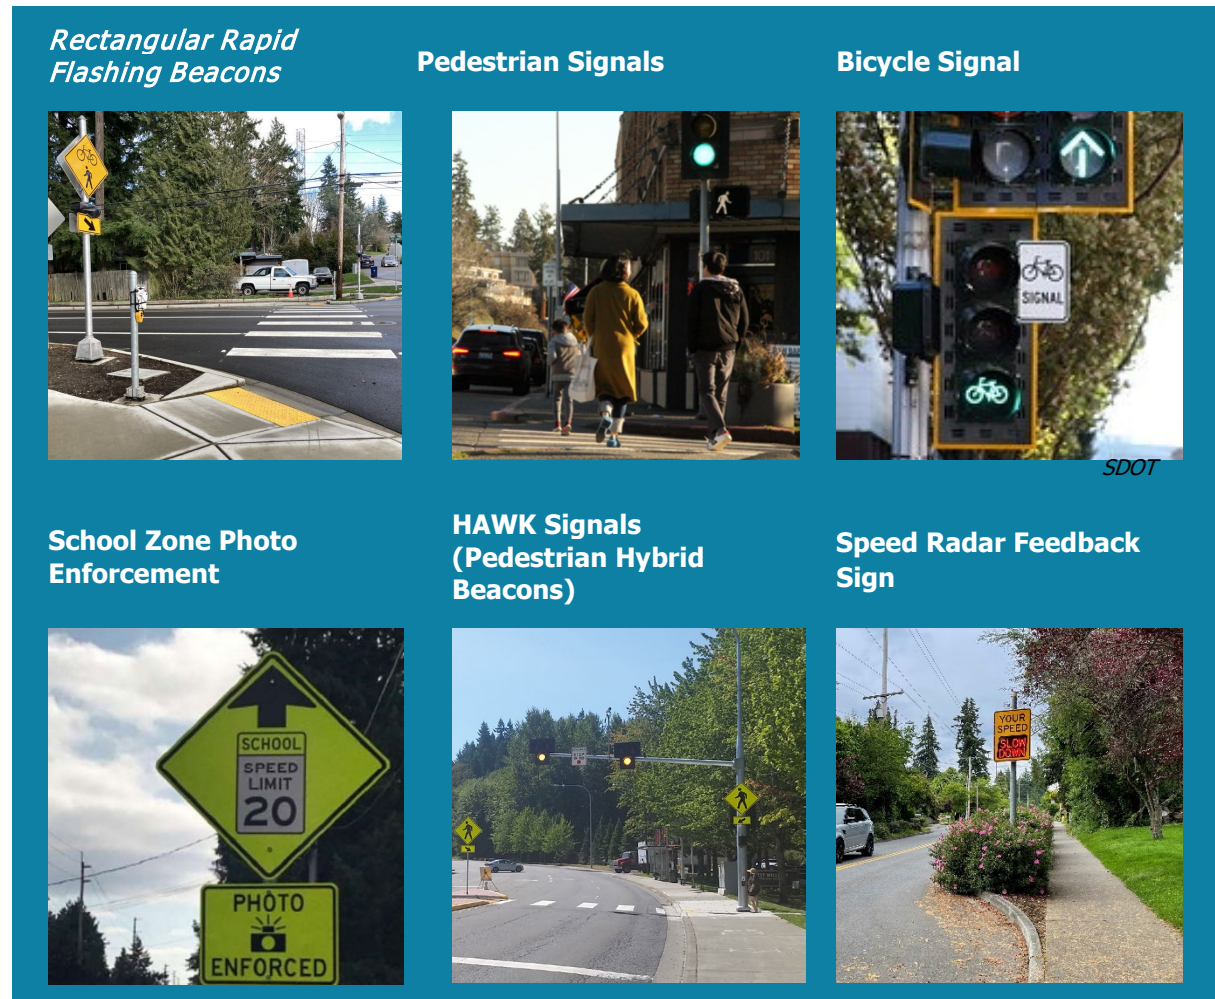 Rectangular Rapid
Flashing Beacons
Pedestrian Signals
Bicycle Signal
101
SIGNAL
SDOT
School Zone Photo
Enforcement
HAWK Signals
(Pedestrian Hybrid
Beacons)
Speed Radar Feedback
Sign
SCHOOL
SPEED
LIMIT
20
PHOTO
ENFORCED
YOUR
SPEED
SLOW
DOWN